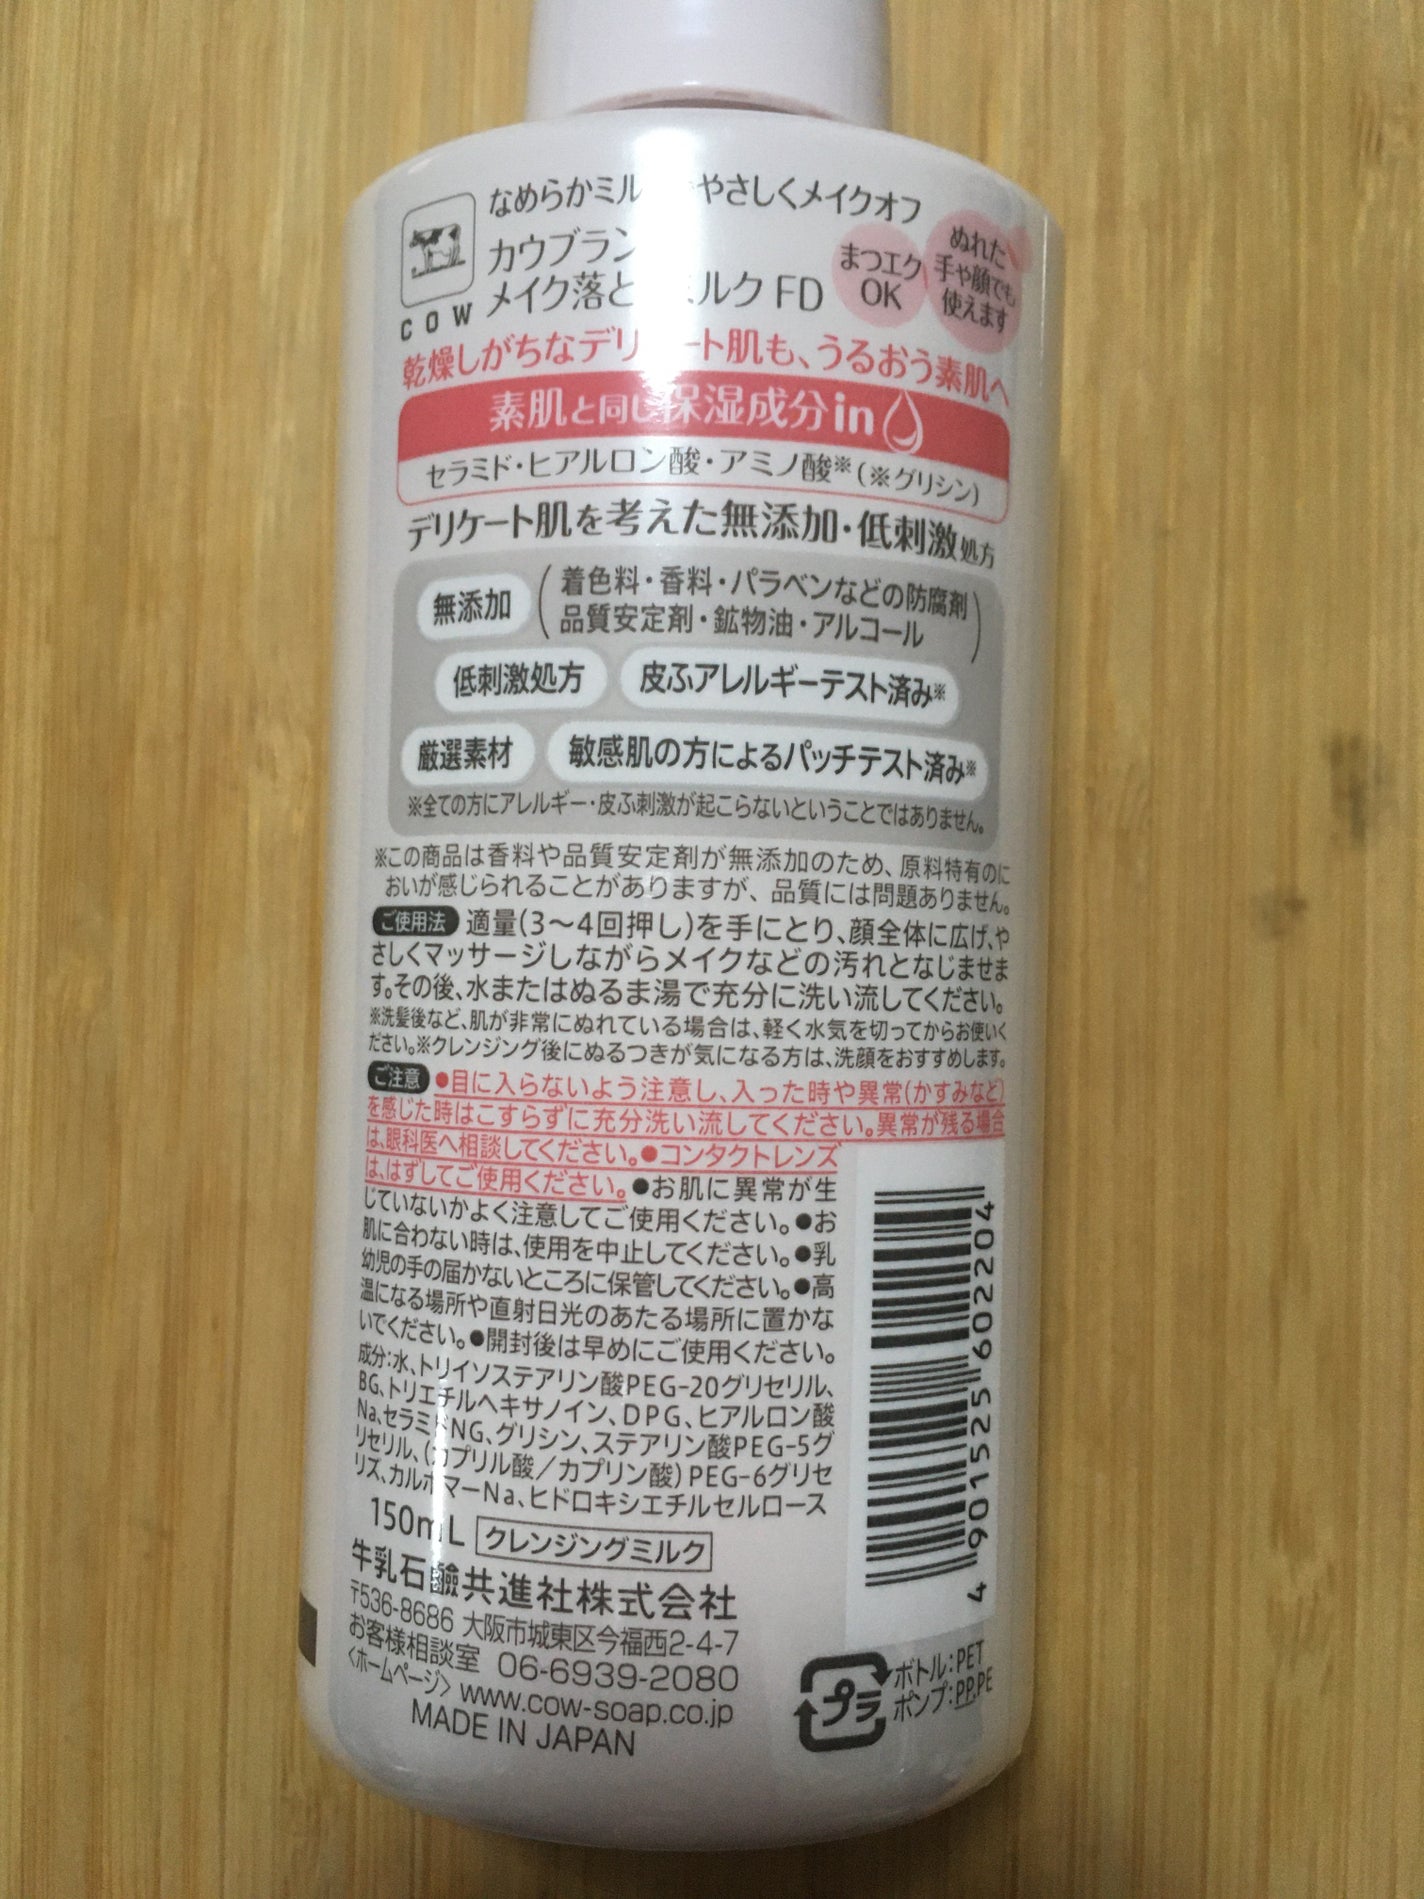 なめらかミル やさしくメイクオフ
カウブラン
メイク落と ミルク FD
COW
まつエク
OK
ぬれた
手や顔でも
使えます
乾燥しがちなデリケート肌も、うるおう素肌へ
素肌と同じ保湿成分in
セラミド・ヒアルロン酸・アミノ酸※(※グリシン)
デリケート肌を考えた無添加・低刺激処方
無添加
(着色料・香料・パラベンなどの防腐剤
品質安定剤・鉱物油・アルコール)
低刺激処方 皮ふアレルギーテスト済み※
厳選素材 敏感肌の方によるパッチテスト済み※
※全ての方にアレルギー・皮ふ刺激が起こらないということではありません。
※この商品は香料や品質安定剤が無添加のため、原料特有のに
おいが感じられることがありますが、品質には問題ありません。
ご使用法 適量(3〜4回押し)を手にとり、顔全体に広げ、や
さしくマッサージしながらメイクなどの汚れとなじませま
す。その後、水またはぬるま湯で充分に洗い流してください。
※洗髪後など、肌が非常にぬれている場合は、軽く水気を切ってからお使いく
ださい。※クレンジング後にぬるつきが気になる方は、洗顔をおすすめします。
ご注意 ●目に入らないよう注意し、入った時や異常(かすみなど)
を感じた時はこすらずに充分洗い流してください。異常が残る場合
は、眼科医へ相談してください。●コンタクトレンズ
は、はずしてご使用ください。●お肌に異常が生
じていないかよく注意してご使用ください。●お
肌に合わない時は、使用を中止してください。●乳
幼児の手の届かないところに保管してください。●高
温になる場所や直射日光のあたる場所に置かな
いでください。●開封後は早めにご使用ください。
成分:水、トリイソステアリン酸PEG-20グリセリル、
BG、トリエチルヘキサノイン、DPG、ヒアルロン酸
Na、セラミドNG、グリシン、ステアリン酸PEG-5グ
リセリル、(カプリル酸/カプリン酸)PEG-6グリセ
リズ、カルボマーNa、ヒドロキシエチルセルロース
150mL クレンジングミルク
牛乳石鹼共進社株式会社
〒536-8686 大阪市城東区今福西2-4-7
お客様相談室 06-6939-2080
〈ホームページ〉www.cow-soap.co.jp
MADE IN JAPAN
4 901525 602204
プラ
ボトル:PET
ポンプ:PP,PE